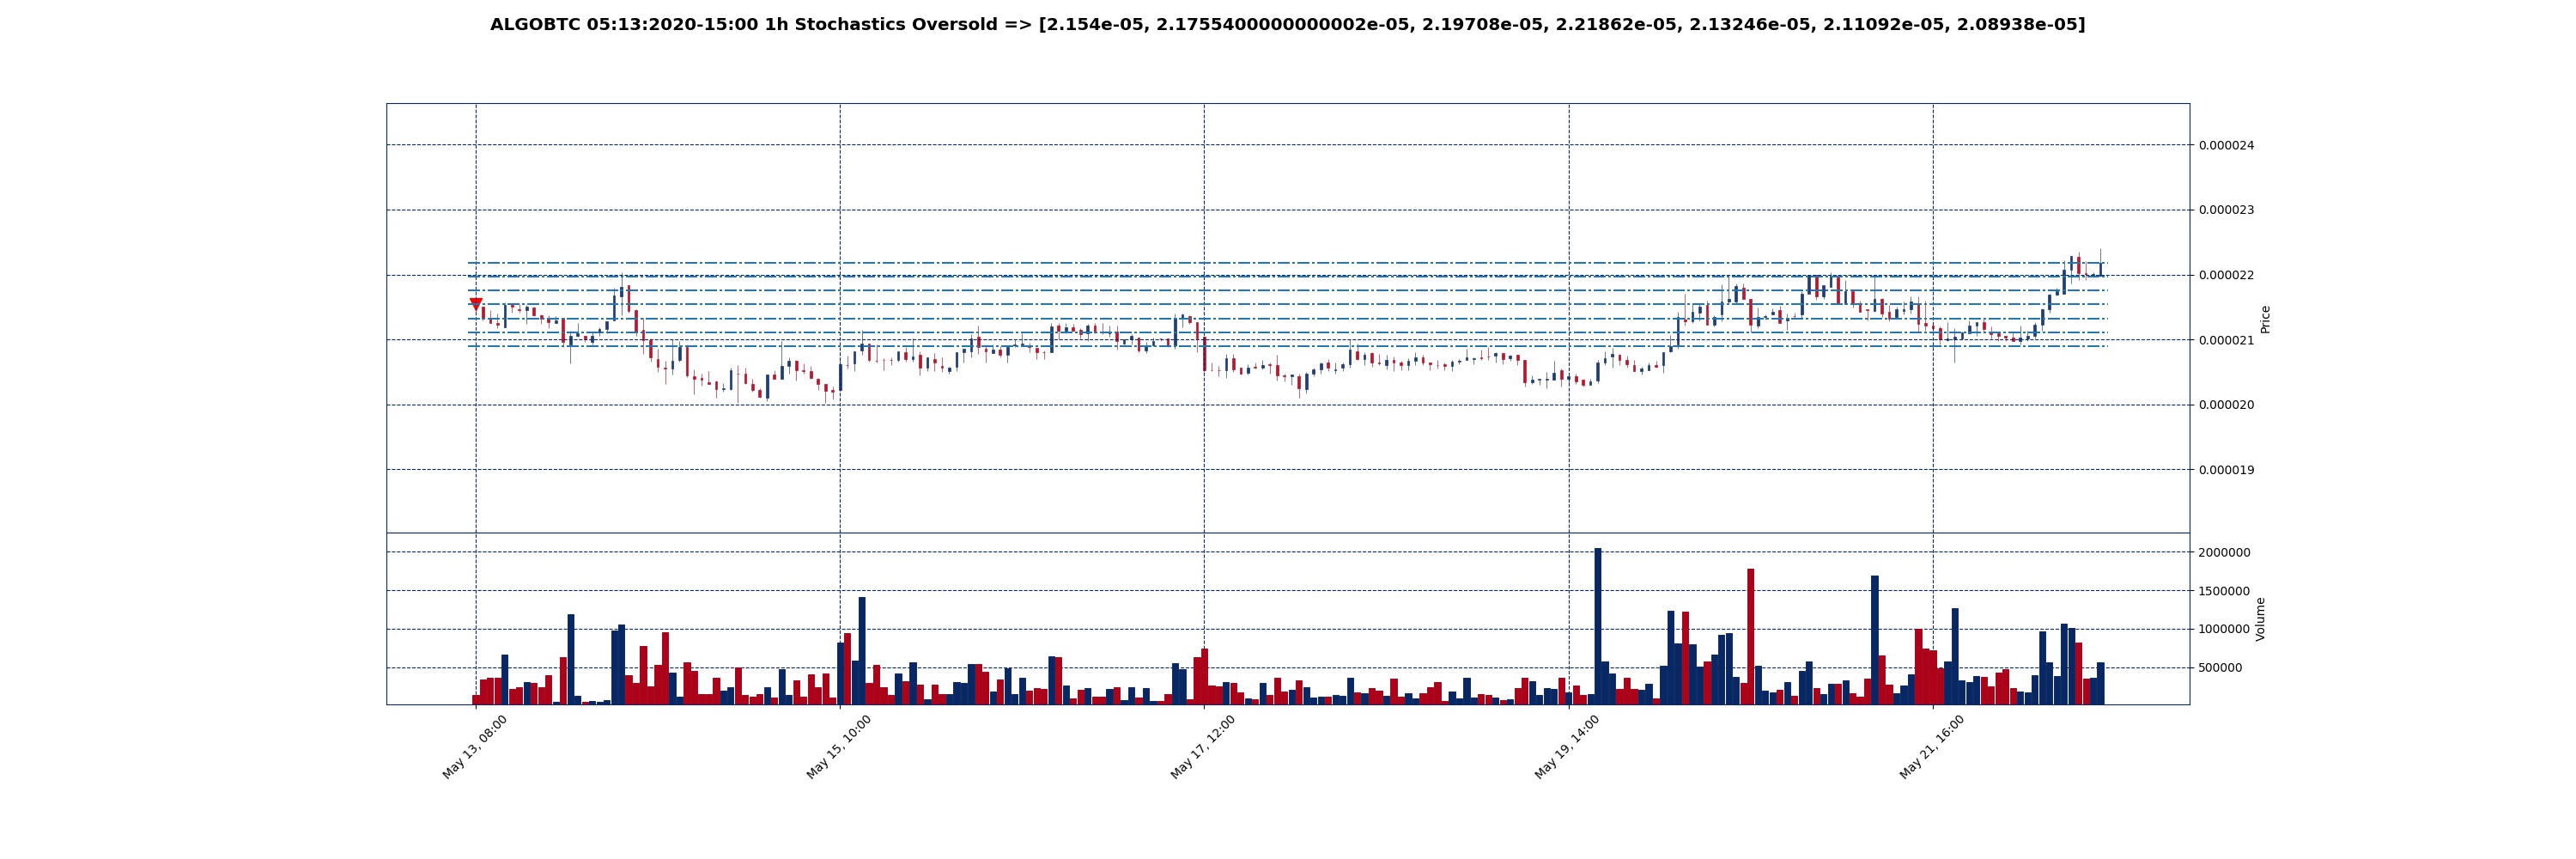 ALGOBTC 05:13:2020-15:00 1h Stochastics Oversold => [2.154e-05, 2.1755400000000002e-05, 2.19708e-05, 2.21862e-05, 2.13246e-05, 2.11092e-05, 2.08938e-05]
0.000024
0.000023
0.000022
0.000021
0.000020
0.000019
Price
2000000
1500000
1000000
500000
Volume
May 13, 08:00
May 15, 10:00
May 17, 12:00
May 19, 14:00
May 21, 16:00